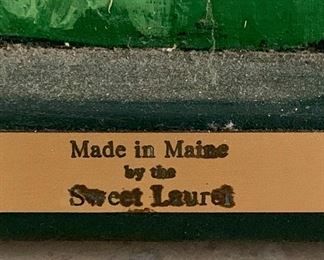 Made in Maine
by the
Sweet Laurel